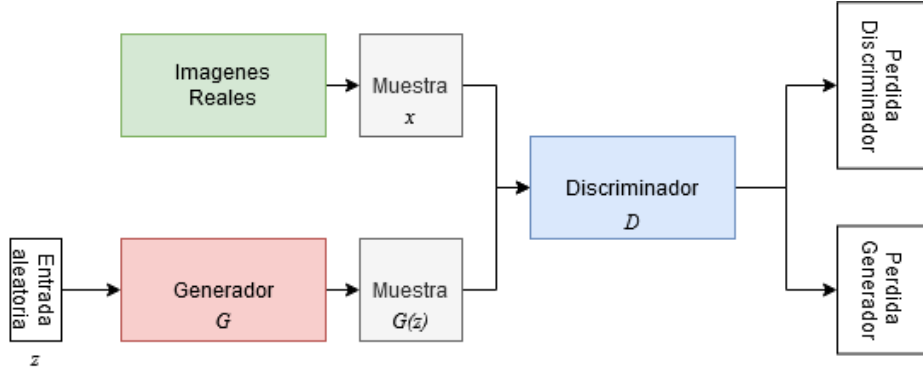 Imagenes
Reales
Muestra
x
Perdida
Discriminador
Discriminador
D
Entrada
aleatoria
z
Generador
G
Muestra
G(z)
Perdida
Generador